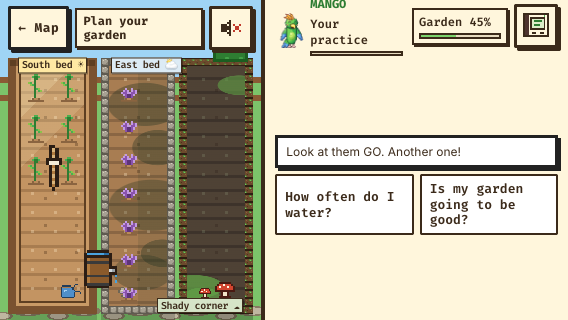 ← Map
Plan your
garden
MANGO
Your
practice
Garden 45%
South bed ☀
East bed ⛅
Look at them GO. Another one!
How often do I
water?
Is my garden
going to be
good?
Shady corner ☁